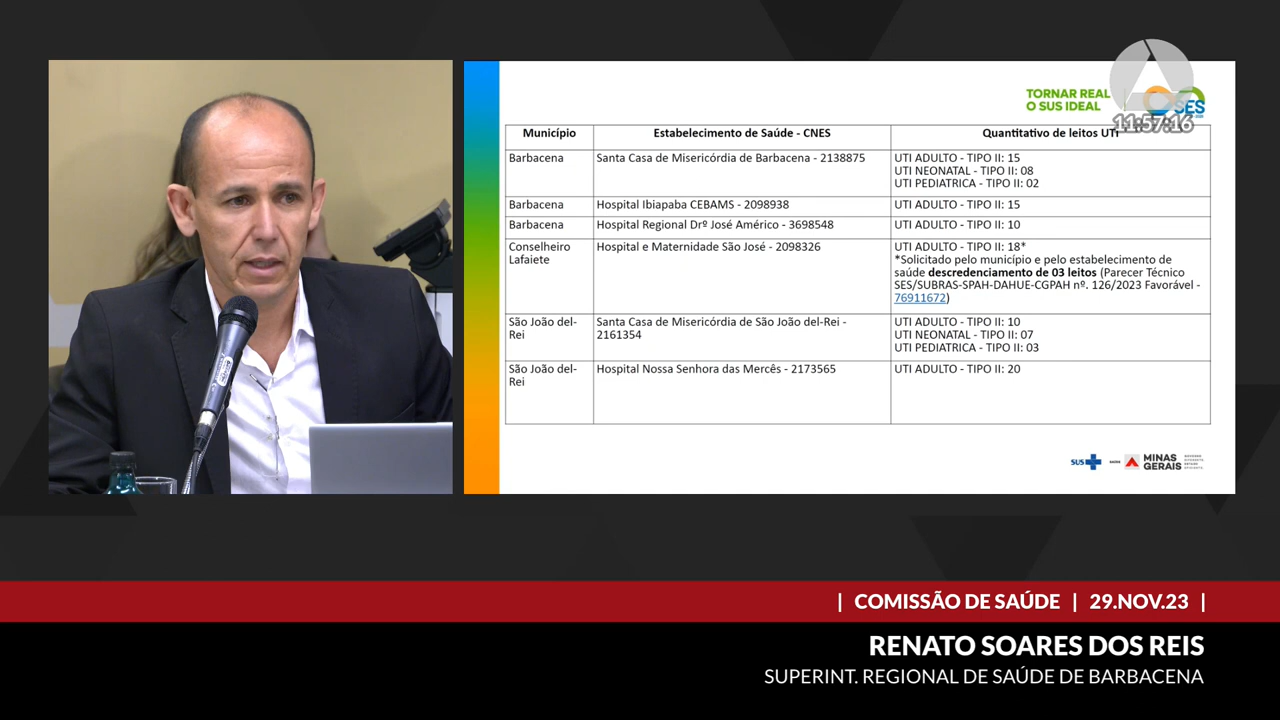 TORNAR REAL
O SUS IDEAL
SES
11:57:16
Município
Estabelecimento de Saúde - CNES
Quantitativo de leitos UTI
Barbacena
Santa Casa de Misericórdia de Barbacena - 2138875
UTI ADULTO - TIPO II: 15
UTI NEONATAL - TIPO II: 08
UTI PEDIATRICA - TIPO II: 02
Barbacena
Hospital Ibiapaba CEBAMS - 2098938
UTI ADULTO - TIPO II: 15
Barbacena
Hospital Regional Drº José Américo - 3698548
UTI ADULTO - TIPO II: 10
Conselheiro
Lafaiete
Hospital e Maternidade São José - 2098326
UTI ADULTO - TIPO II: 18*
*Solicitado pelo município e pelo estabelecimento de
saúde descredenciamento de 03 leitos (Parecer Técnico
SES/SUBRAS-SPAH-DAHUE-CGPAH nº. 126/2023 Favorável -
76911672)
São João del-
Rei
Santa Casa de Misericórdia de São João del-Rei -
2161354
UTI ADULTO - TIPO II: 10
UTI NEONATAL - TIPO II: 07
UTI PEDIATRICA - TIPO II: 03
São João del-
Rei
Hospital Nossa Senhora das Mercês - 2173565
UTI ADULTO - TIPO II: 20
SUS
SAÚDE
MINAS
GERAIS
| COMISSÃO DE SAÚDE | 29.NOV.23 |
RENATO SOARES DOS REIS
SUPERINT. REGIONAL DE SAÚDE DE BARBACENA